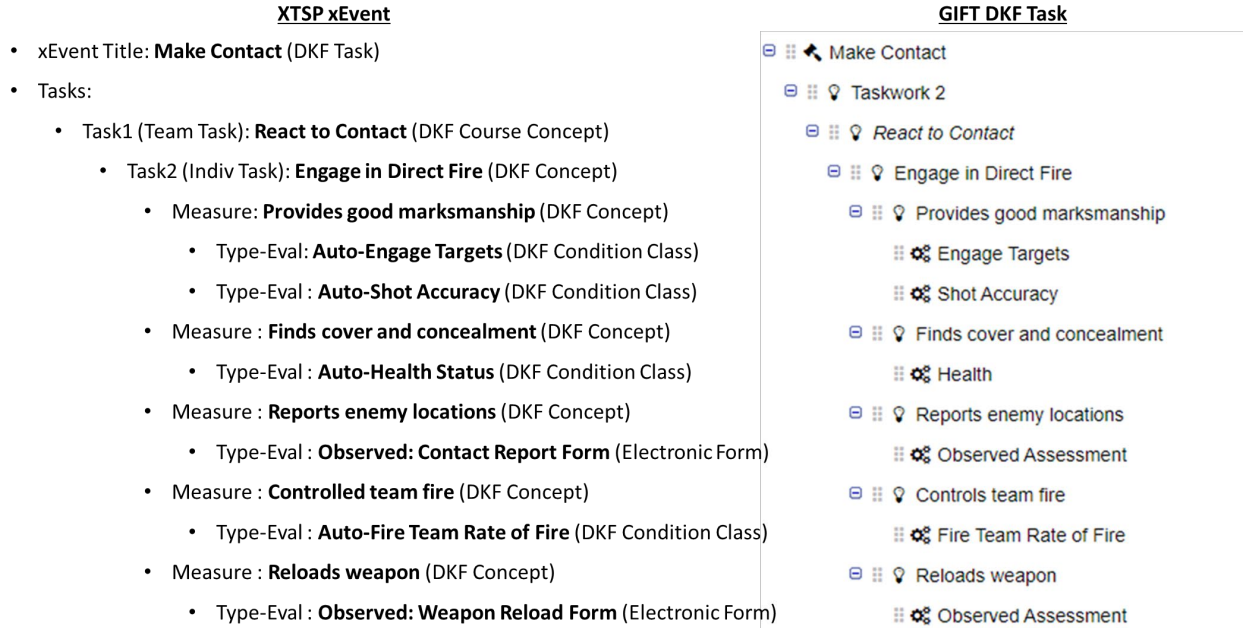 XTSP xEvent
• xEvent Title: Make Contact (DKF Task)
• Tasks:
• Task1 (Team Task): React to Contact (DKF Course Concept)
• Task2 (Indiv Task): Engage in Direct Fire (DKF Concept)
• Measure: Provides good marksmanship (DKF Concept)
• Type-Eval: Auto-Engage Targets (DKF Condition Class)
• Type-Eval : Auto-Shot Accuracy (DKF Condition Class)
• Measure : Finds cover and concealment (DKF Concept)
• Type-Eval : Auto-Health Status (DKF Condition Class)
• Measure : Reports enemy locations (DKF Concept)
• Type-Eval : Observed: Contact Report Form (Electronic Form)
• Measure : Controlled team fire (DKF Concept)
• Type-Eval : Auto-Fire Team Rate of Fire (DKF Condition Class)
• Measure : Reloads weapon (DKF Concept)
• Type-Eval : Observed: Weapon Reload Form (Electronic Form)
GIFT DKF Task
Make Contact
Taskwork 2
React to Contact
Engage in Direct Fire
Provides good marksmanship
Engage Targets
Shot Accuracy
Finds cover and concealment
Health
Reports enemy locations
Observed Assessment
Controls team fire
Fire Team Rate of Fire
Reloads weapon
Observed Assessment